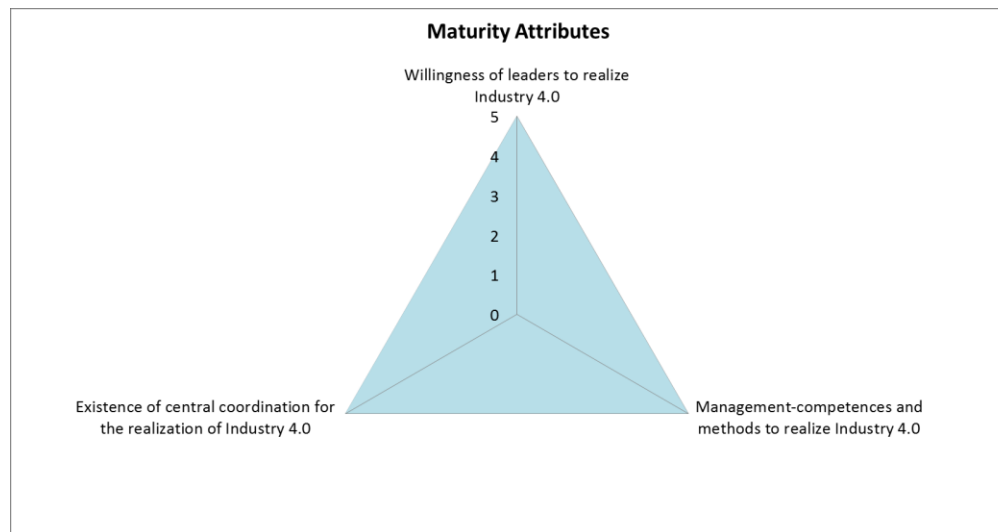 Maturity Attributes
Willingness of leaders to realize
Industry 4.0
5
4
3
2
1
0
Existence of central coordination for
the realization of Industry 4.0
Management-competences and
methods to realize Industry 4.0